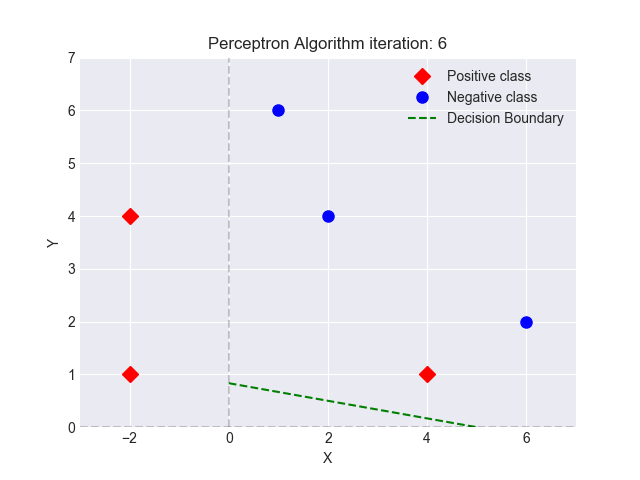 Perceptron Algorithm iteration: 6
7
6
5
4
3
2
1
0
Y
Positive class
Negative class
Decision Boundary
−2 0 2 4 6
X